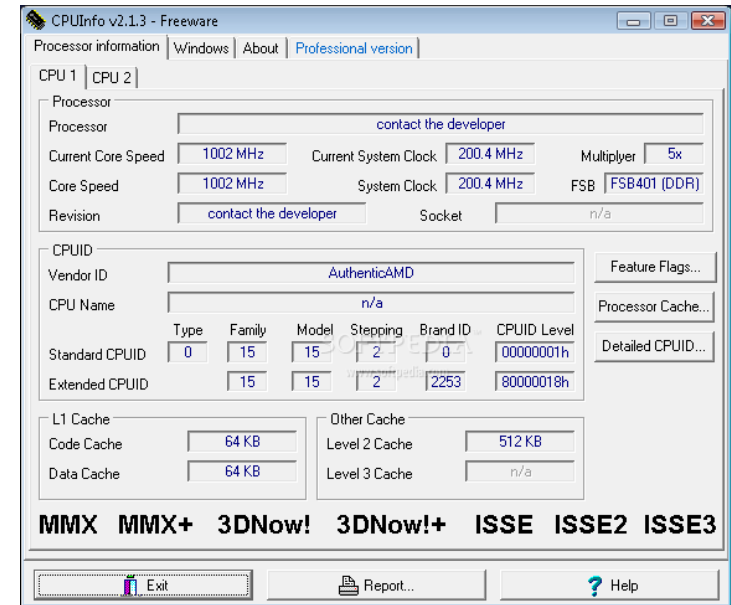 CPUInfo v2.1.3 - Freeware
Processor information Windows About Professional version
CPU 1 CPU 2
Processor
Processor contact the developer
Current Core Speed 1002 MHz Current System Clock 200.4 MHz Multiplyer 5x
Core Speed 1002 MHz System Clock 200.4 MHz FSB FSB401 (DDR)
Revision contact the developer Socket n/a
CPUID
Vendor ID AuthenticAMD Feature Flags...
CPU Name n/a Processor Cache...
Type Family Model Stepping Brand ID CPUID Level
Standard CPUID 0 15 15 2 0 00000001h Detailed CPUID...
SOFTPEDIA
www.softpedia.com
Extended CPUID 15 15 2 2253 80000018h
L1 Cache Other Cache
Code Cache 64 KB Level 2 Cache 512 KB
Data Cache 64 KB Level 3 Cache n/a
MMX MMX+ 3DNow! 3DNow!+ ISSE ISSE2 ISSE3
Exit Report... Help